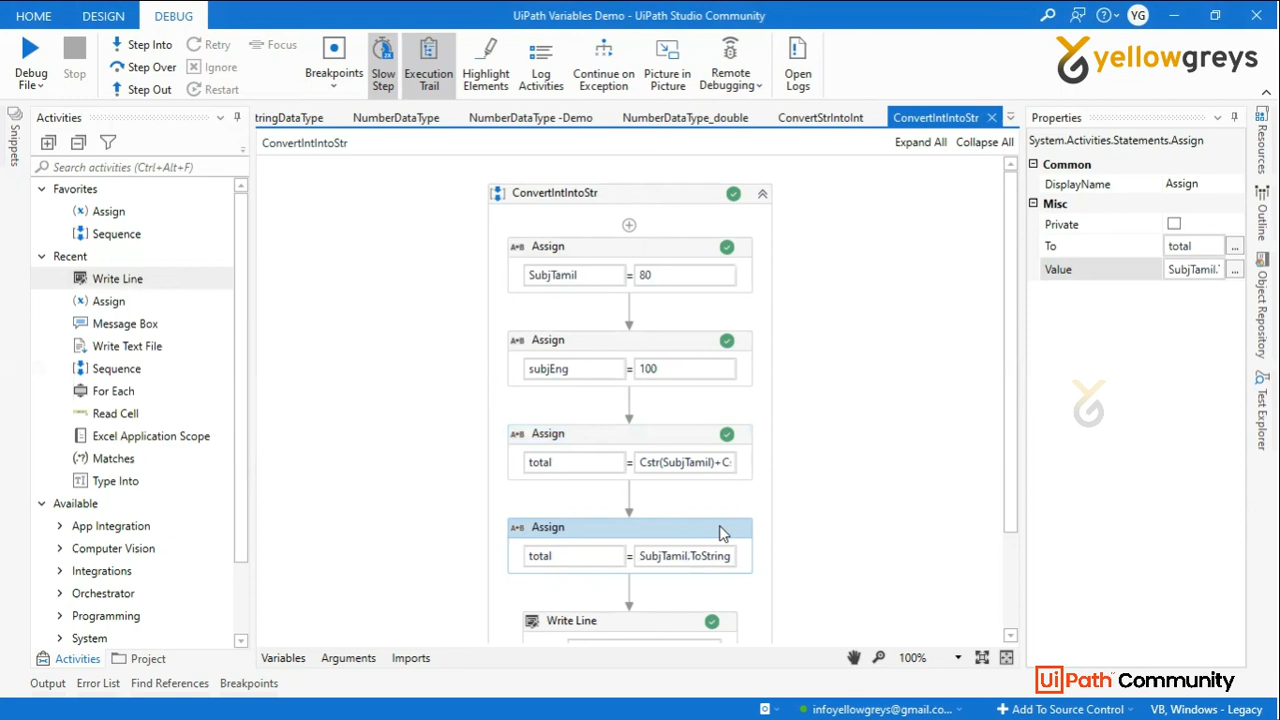 HOME DESIGN DEBUG UiPath Variables Demo - UiPath Studio Community YG
Debug File Stop Step Into Step Over Step Out Retry Ignore Restart Focus Breakpoints Slow Step Execution Trail Highlight Elements Log Activities Continue on Exception Picture in Picture Remote Debugging Open Logs
yellowgreys
Snippets
Activities
Search activities (Ctrl+Alt+F)
Favorites
Assign
Sequence
Recent
Write Line
Assign
Message Box
Write Text File
Sequence
For Each
Read Cell
Excel Application Scope
Matches
Type Into
Available
App Integration
Computer Vision
Integrations
Orchestrator
Programming
System
Activities Project
Output Error List Find References Breakpoints
tringDataType NumberDataType NumberDataType -Demo NumberDataType_double ConvertStrIntoInt ConvertIntIntoStr
ConvertIntIntoStr Expand All Collapse All
ConvertIntIntoStr
A+B Assign
SubjTamil = 80
A+B Assign
subjEng = 100
A+B Assign
total = Cstr(SubjTamil)+C
A+B Assign
total = SubjTamil.ToString
Write Line
Variables Arguments Imports 100%
Properties
System.Activities.Statements.Assign
Common
DisplayName Assign
Misc
Private
To total ...
Value SubjTamil. ...
Resources
Outline
Object Repository
Test Explorer
UiPath Community
infoyellowgreys@gmail.co... Add To Source Control VB, Windows - Legacy